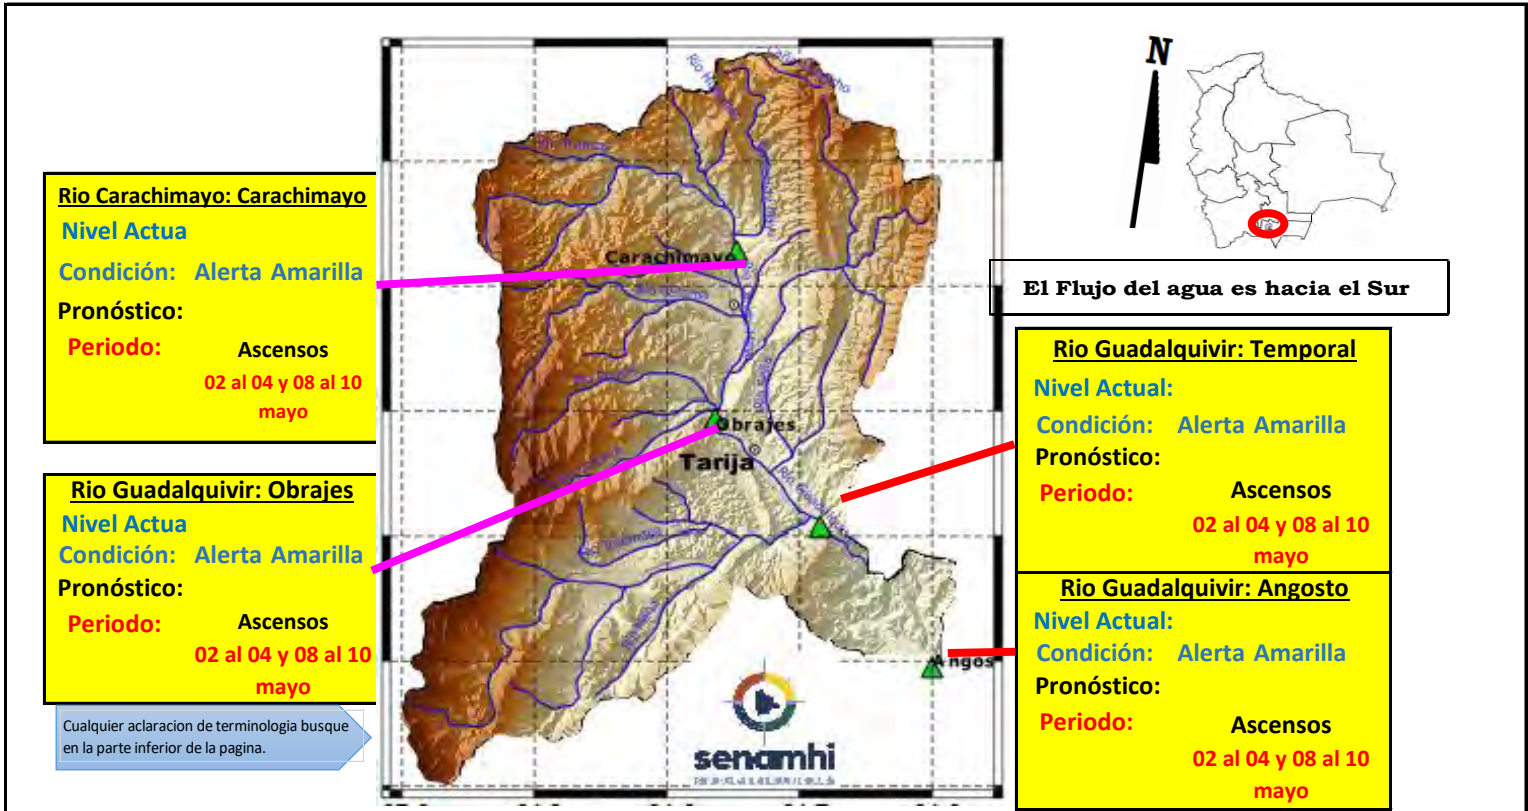 N
El Flujo del agua es hacia el Sur
Rio Carachimayo: Carachimayo
Nivel Actua
Condición: Alerta Amarilla
Pronóstico:
Periodo: Ascensos
02 al 04 y 08 al 10
mayo
Rio Guadalquivir: Obrajes
Nivel Actua
Condición: Alerta Amarilla
Pronóstico:
Periodo: Ascensos
02 al 04 y 08 al 10
mayo
Cualquier aclaracion de terminologia busque
en la parte inferior de la pagina.
Carachimayo
Obrajes
Tarija
Angos
senamhi
Rio Guadalquivir: Temporal
Nivel Actual:
Condición: Alerta Amarilla
Pronóstico:
Periodo: Ascensos
02 al 04 y 08 al 10
mayo
Rio Guadalquivir: Angosto
Nivel Actual:
Condición: Alerta Amarilla
Pronóstico:
Periodo: Ascensos
02 al 04 y 08 al 10
mayo